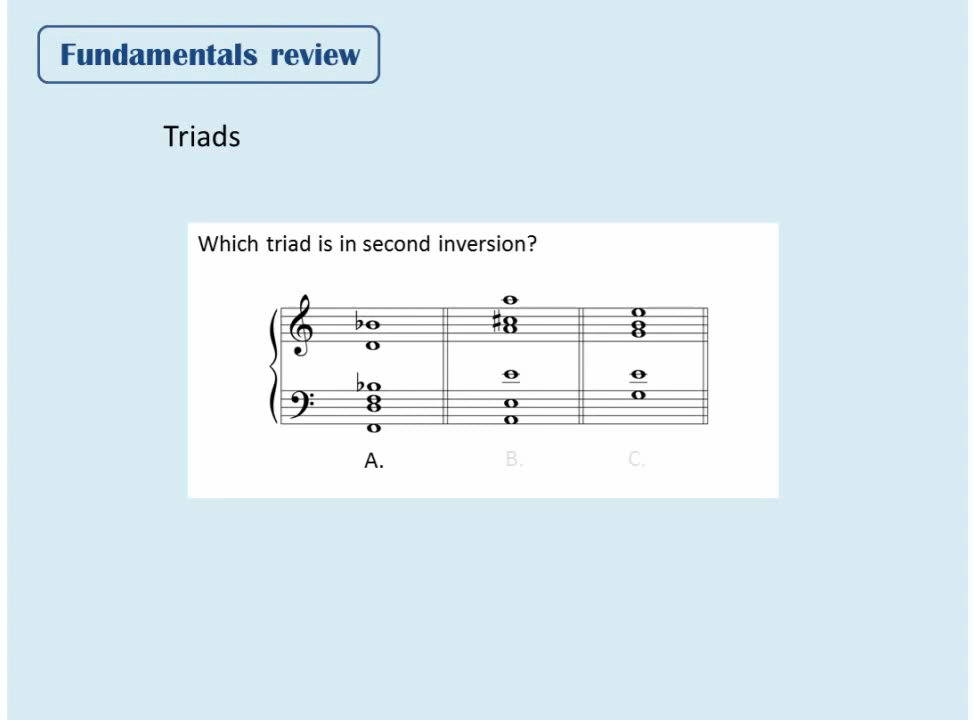 Fundamentals review
Triads
Which triad is in second inversion?
A. B. C.